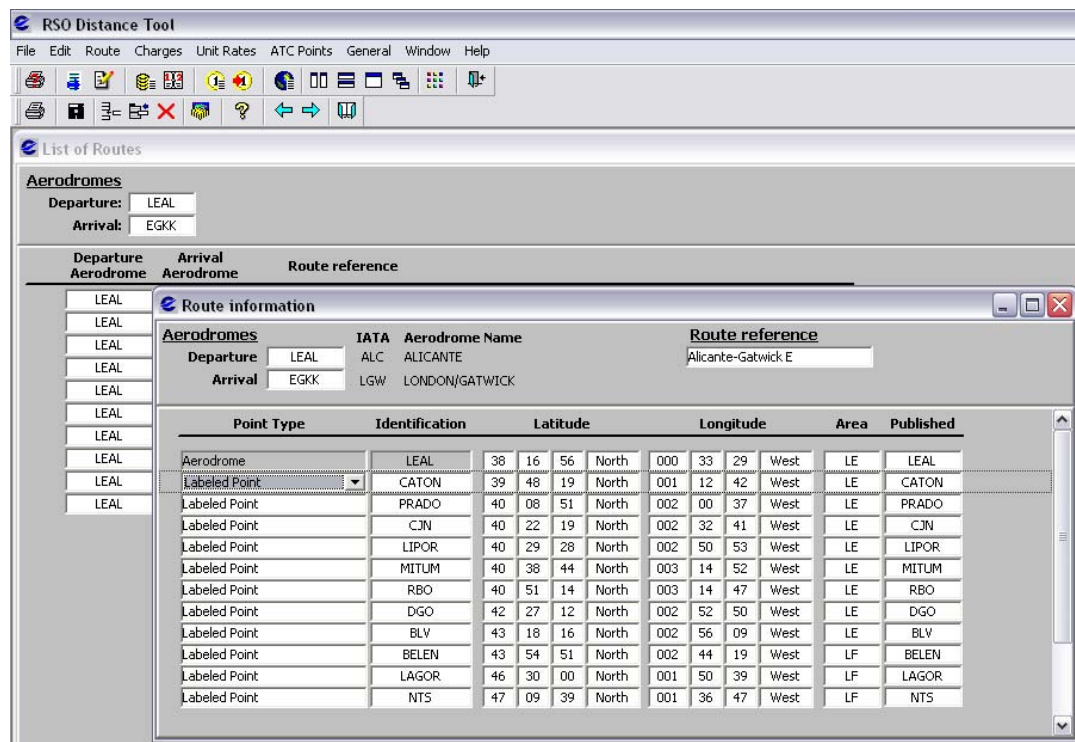 RSO Distance Tool
File Edit Route Charges Unit Rates ATC Points General Window Help
List of Routes
Aerodromes
Departure: LEAL
Arrival: EGKK
Departure Aerodrome Arrival Aerodrome Route reference
LEAL
LEAL
LEAL
LEAL
LEAL
LEAL
LEAL
LEAL
LEAL
LEAL
Route information
Aerodromes IATA Aerodrome Name Route reference
Departure LEAL ALC ALICANTE Alicante-Gatwick E
Arrival EGKK LGW LONDON/GATWICK
Point Type Identification Latitude Longitude Area Published
Aerodrome LEAL 38 16 56 North 000 33 29 West LE LEAL
Labeled Point CATON 39 48 19 North 001 12 42 West LE CATON
Labeled Point PRADO 40 08 51 North 002 00 37 West LE PRADO
Labeled Point CJN 40 22 19 North 002 32 41 West LE CJN
Labeled Point LIPOR 40 29 28 North 002 50 53 West LE LIPOR
Labeled Point MITUM 40 38 44 North 003 14 52 West LE MITUM
Labeled Point RBO 40 51 14 North 003 14 47 West LE RBO
Labeled Point DGO 42 27 12 North 002 52 50 West LE DGO
Labeled Point BLV 43 18 16 North 002 56 09 West LE BLV
Labeled Point BELEN 43 54 51 North 002 44 19 West LF BELEN
Labeled Point LAGOR 46 30 00 North 001 50 39 West LF LAGOR
Labeled Point NTS 47 09 39 North 001 36 47 West LF NTS